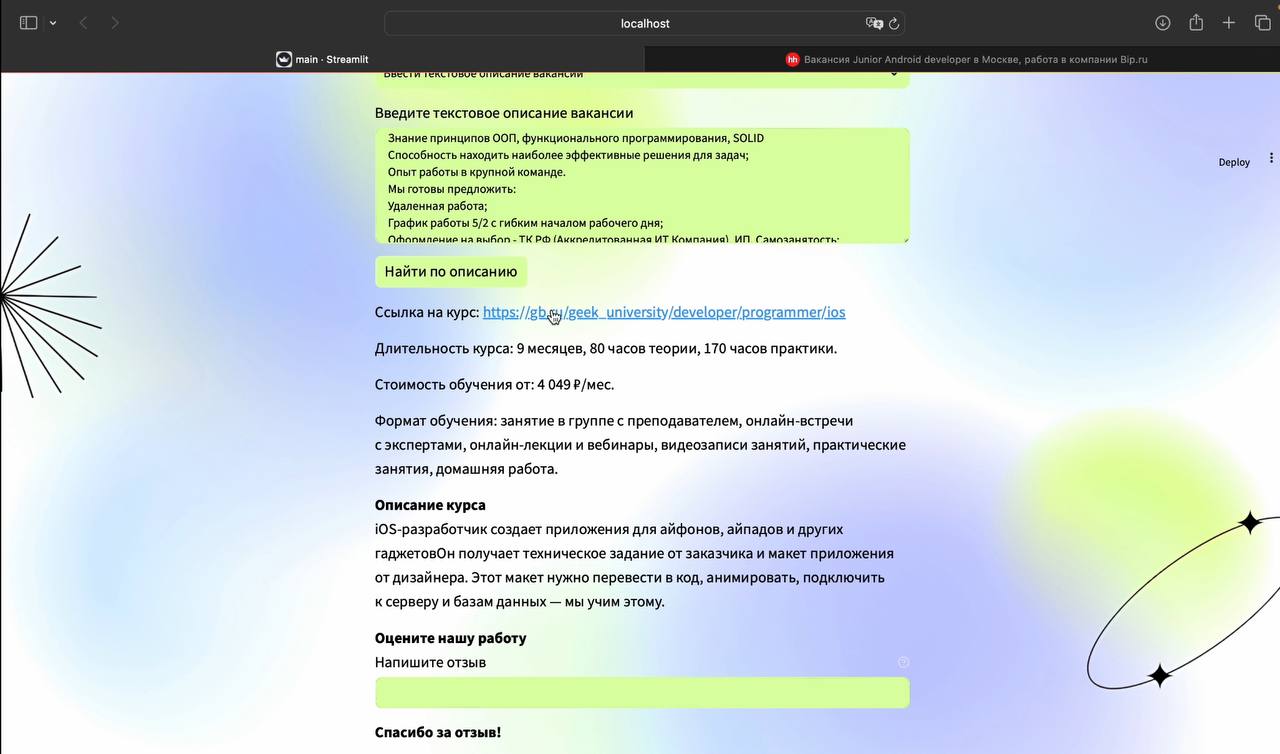 localhost
main · Streamlit
hh Вакансия Junior Android developer в Москве, работа в компании Bip.ru
Ввести текстовое описание вакансии
Введите текстовое описание вакансии
Знание принципов ООП, функционального программирования, SOLID
Способность находить наиболее эффективные решения для задач;
Опыт работы в крупной команде.
Мы готовы предложить:
Удаленная работа;
График работы 5/2 с гибким началом рабочего дня;
Оформление на выбор - ТК РФ (Аккредитованная ИТ Компания), ИП, Самозанятость;
Deploy
Найти по описанию
Ссылка на курс: https://gb.ru/geek_university/developer/programmer/ios
Длительность курса: 9 месяцев, 80 часов теории, 170 часов практики.
Стоимость обучения от: 4 049 ₽/мес.
Формат обучения: занятие в группе с преподавателем, онлайн-встречи
с экспертами, онлайн-лекции и вебинары, видеозаписи занятий, практические
занятия, домашняя работа.
Описание курса
iOS-разработчик создает приложения для айфонов, айпадов и других
гаджетовОн получает техническое задание от заказчика и макет приложения
от дизайнера. Этот макет нужно перевести в код, анимировать, подключить
к серверу и базам данных — мы учим этому.
Оцените нашу работу
Напишите отзыв
Спасибо за отзыв!